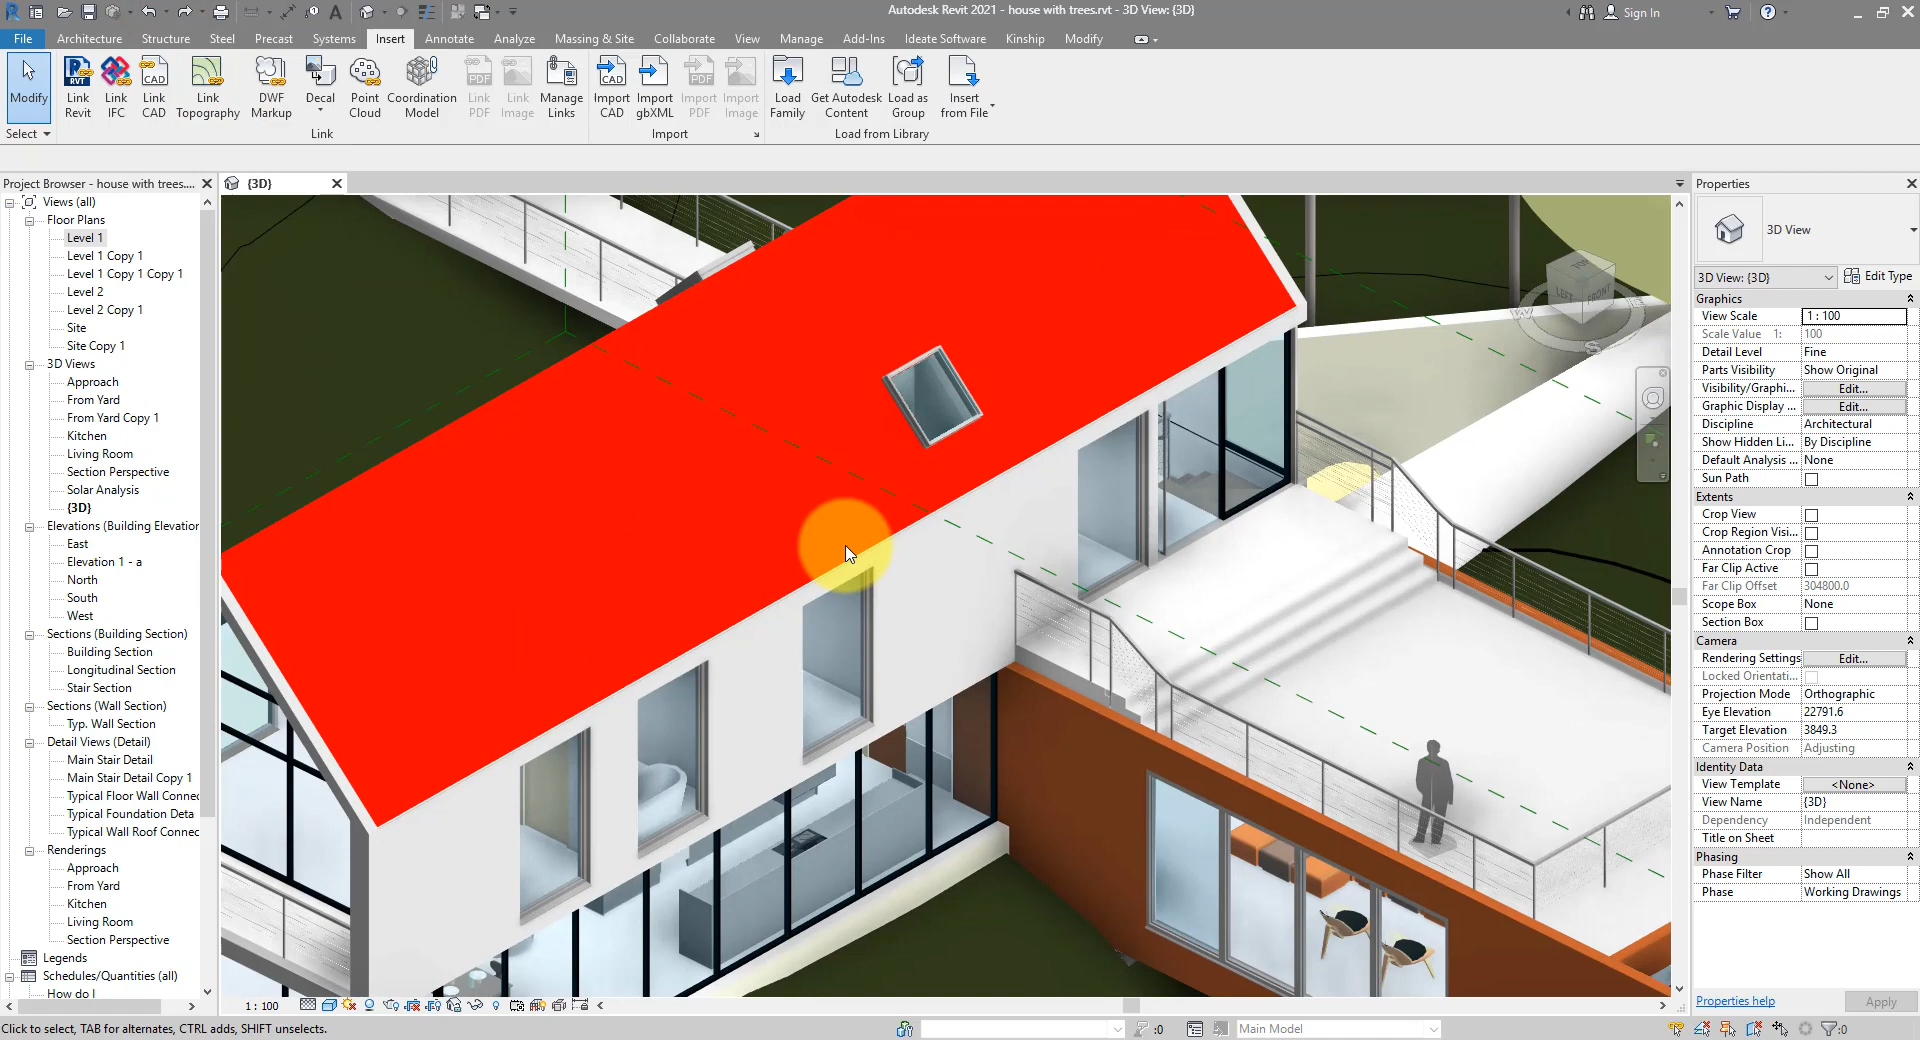 Autodesk Revit 2021 - house with trees.rvt - 3D View: {3D}
Sign In
File
Architecture
Structure
Steel
Precast
Systems
Insert
Annotate
Analyze
Massing & Site
Collaborate
View
Manage
Add-Ins
Ideate Software
Kinship
Modify
Modify
Link Revit
Link IFC
Link CAD
Link Topography
DWF Markup
Decal
Point Cloud
Coordination Model
Link PDF
Link Image
Manage Links
Import CAD
Import gbXML
Import PDF
Import Image
Load Family
Get Autodesk Content
Load as Group
Insert from File
Select
Link
Import
Load from Library
Project Browser - house with trees....
Views (all)
Floor Plans
Level 1
Level 1 Copy 1
Level 1 Copy 1 Copy 1
Level 2
Level 2 Copy 1
Site
Site Copy 1
3D Views
Approach
From Yard
From Yard Copy 1
Kitchen
Living Room
Section Perspective
Solar Analysis
{3D}
Elevations (Building Elevation
East
Elevation 1 - a
North
South
West
Sections (Building Section)
Building Section
Longitudinal Section
Stair Section
Sections (Wall Section)
Typ. Wall Section
Detail Views (Detail)
Main Stair Detail
Main Stair Detail Copy 1
Typical Floor Wall Connec
Typical Foundation Deta
Typical Wall Roof Connec
Renderings
Approach
From Yard
Kitchen
Living Room
Section Perspective
Legends
Schedules/Quantities (all)
How do I
{3D}
TOP
LEFT
FRONT
W
S
1 : 100
Properties
3D View
3D View: {3D}
Edit Type
Graphics
View Scale 1 : 100
Scale Value 1: 100
Detail Level Fine
Parts Visibility Show Original
Visibility/Graphi... Edit...
Graphic Display ... Edit...
Discipline Architectural
Show Hidden Li... By Discipline
Default Analysis ... None
Sun Path
Extents
Crop View
Crop Region Visi...
Annotation Crop
Far Clip Active
Far Clip Offset 304800.0
Scope Box None
Section Box
Camera
Rendering Settings Edit...
Locked Orientati...
Projection Mode Orthographic
Eye Elevation 22791.6
Target Elevation 3849.3
Camera Position Adjusting
Identity Data
View Template <None>
View Name {3D}
Dependency Independent
Title on Sheet
Phasing
Phase Filter Show All
Phase Working Drawings
Properties help
Apply
Click to select, TAB for alternates, CTRL adds, SHIFT unselects.
:0
Main Model
:0